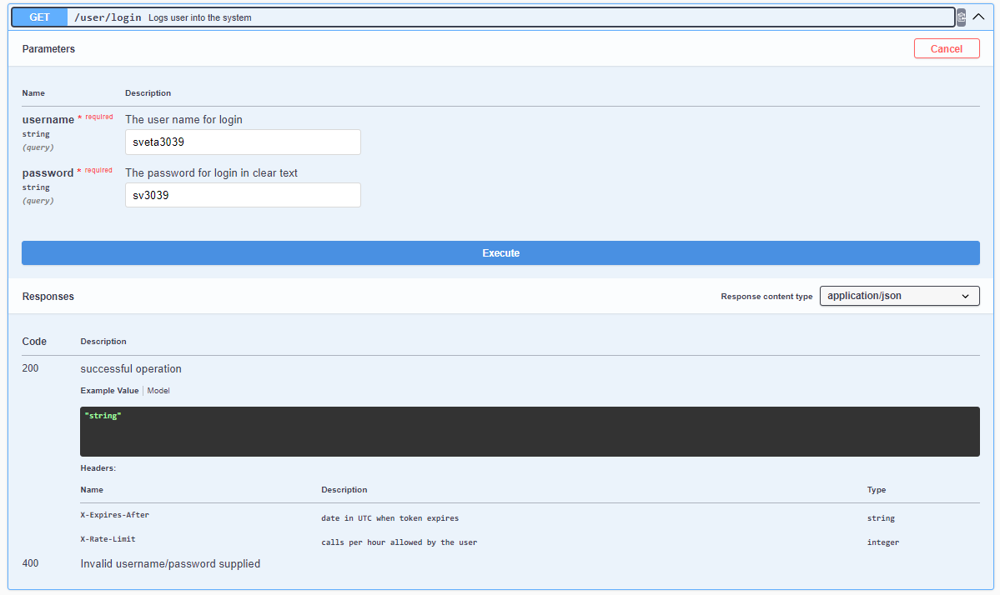 GET /user/login Logs user into the system
Parameters
Cancel
Name Description
username * required The user name for login
string
(query)
sveta3039
password * required The password for login in clear text
string
(query)
sv3039
Execute
Responses Response content type application/json
Code Description
200 successful operation
Example Value Model
"string"
Headers:
Name Description Type
X-Expires-After date in UTC when token expires string
X-Rate-Limit calls per hour allowed by the user integer
400 Invalid username/password supplied